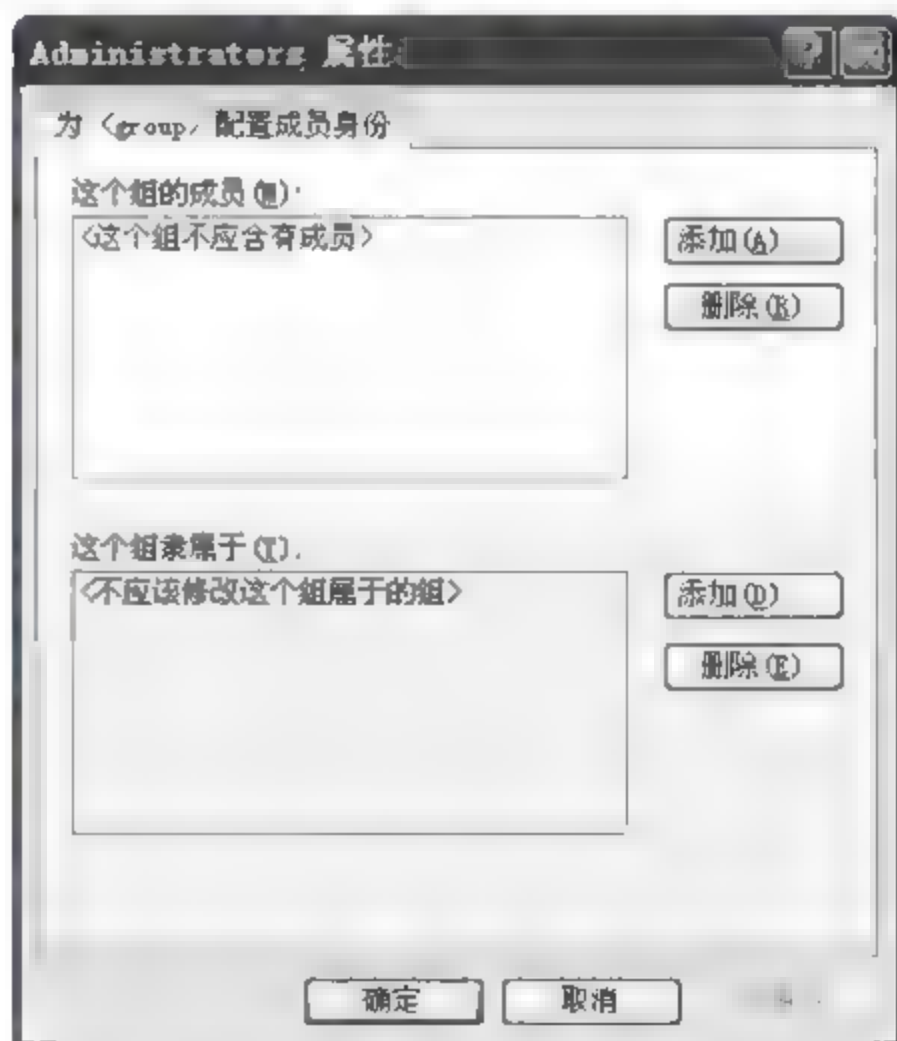 Administraters 属性
为 <group, 配置成员身份
这个组的成员(M):
<这个组不应含有成员>
添加(A)
删除(R)
这个组隶属于(T).
<不应该修改这个组属于的组>
添加(D)
删除(E)
确定
取消